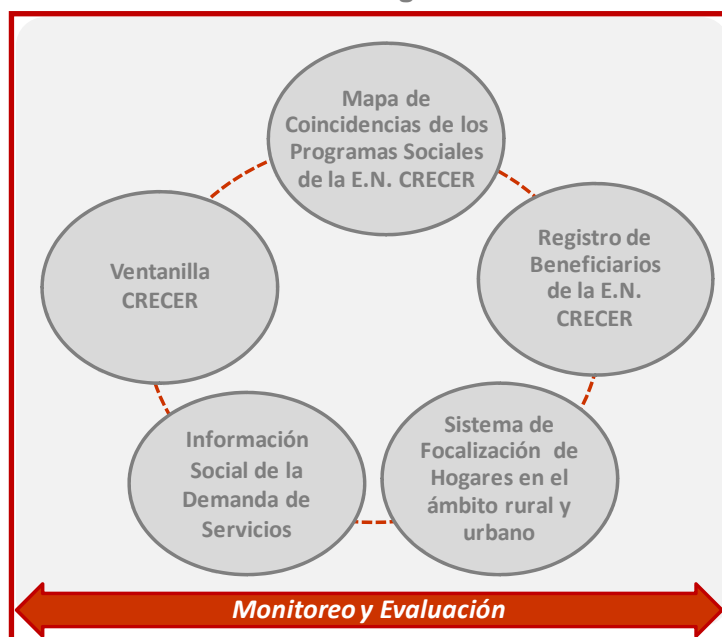 Mapa de
Coincidencias de los
Programas Sociales
de la E.N. CRECER
Registro de
Beneficiarios
de la E.N.
CRECER
Sistema de
Focalización de
Hogares en el
ámbito rural y
urbano
Información
Social de la
Demanda de
Servicios
Ventanilla
CRECER
Monitoreo y Evaluación